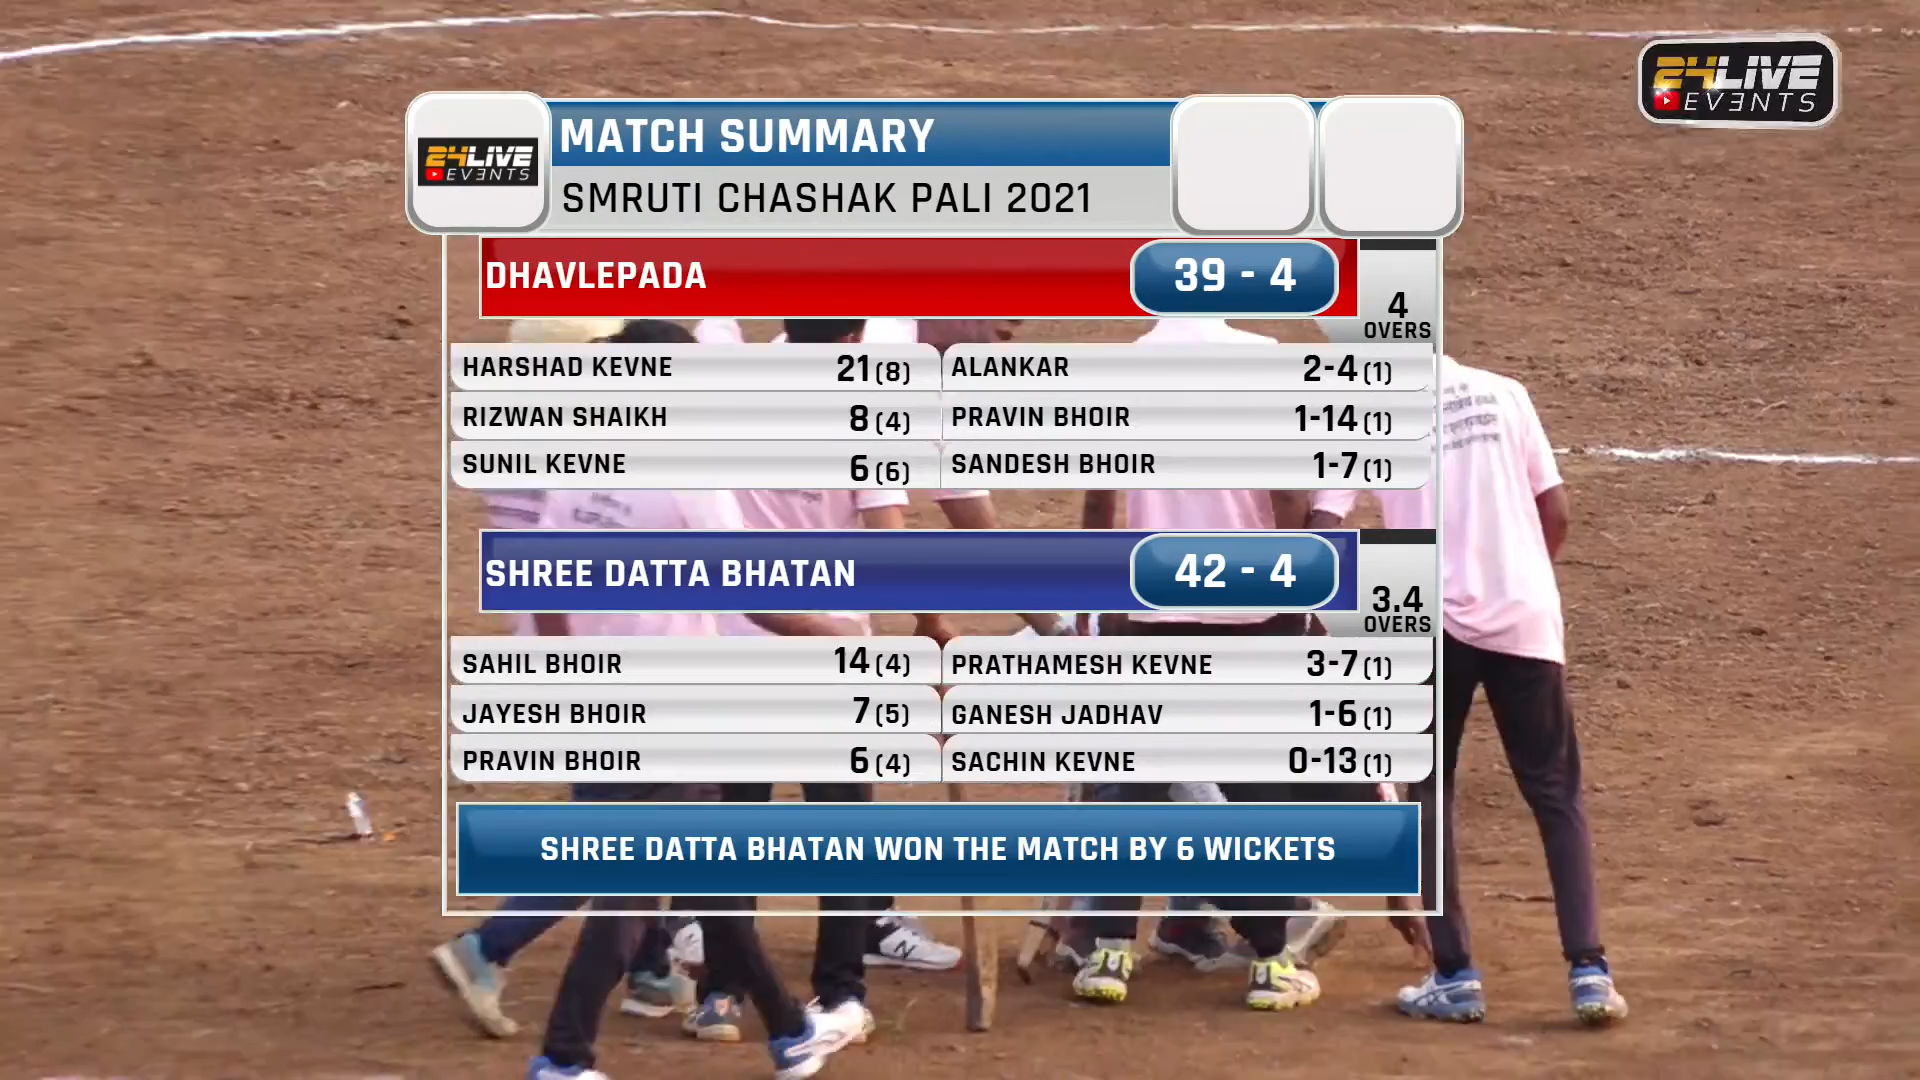 24LIVE
EVƎNTS
24LIVE
EVƎNTS
MATCH SUMMARY
SMRUTI CHASHAK PALI 2021
DHAVLEPADA 39 - 4
4
OVERS
HARSHAD KEVNE 21 (8) ALANKAR 2-4 (1)
RIZWAN SHAIKH 8 (4) PRAVIN BHOIR 1-14 (1)
SUNIL KEVNE 6 (6) SANDESH BHOIR 1-7 (1)
SHREE DATTA BHATAN 42 - 4
3.4
OVERS
SAHIL BHOIR 14 (4) PRATHAMESH KEVNE 3-7 (1)
JAYESH BHOIR 7 (5) GANESH JADHAV 1-6 (1)
PRAVIN BHOIR 6 (4) SACHIN KEVNE 0-13 (1)
SHREE DATTA BHATAN WON THE MATCH BY 6 WICKETS
N